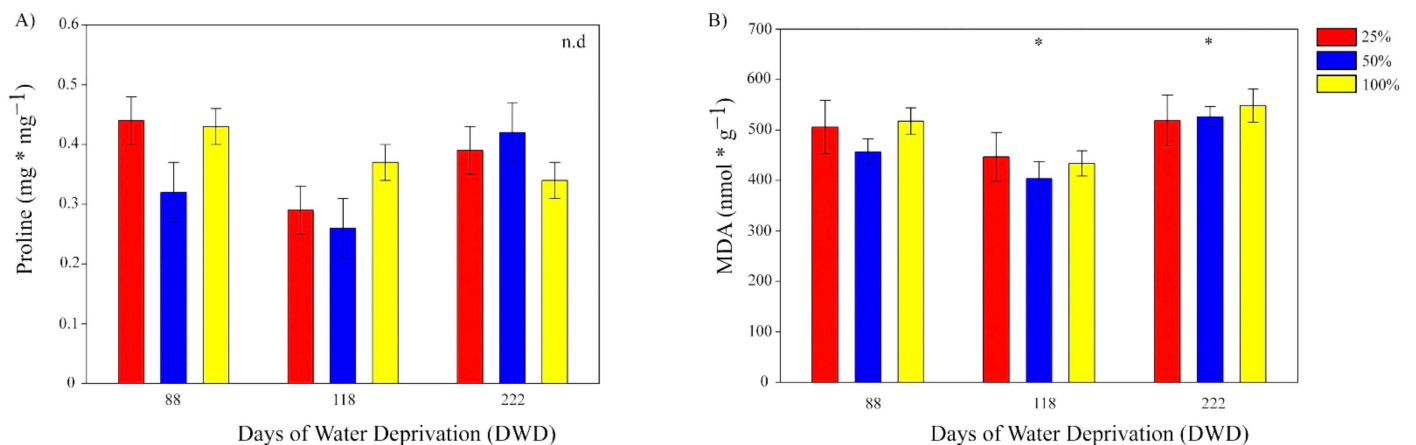 A)
0.6
0.5
0.4
0.3
0.2
0.1
0
Proline (mg * mg⁻¹)
n.d
88 118 222
Days of Water Deprivation (DWD)
B)
700
600
500
400
300
200
100
0
MDA (nmol * g⁻¹)
* *
88 118 222
Days of Water Deprivation (DWD)
25%
50%
100%